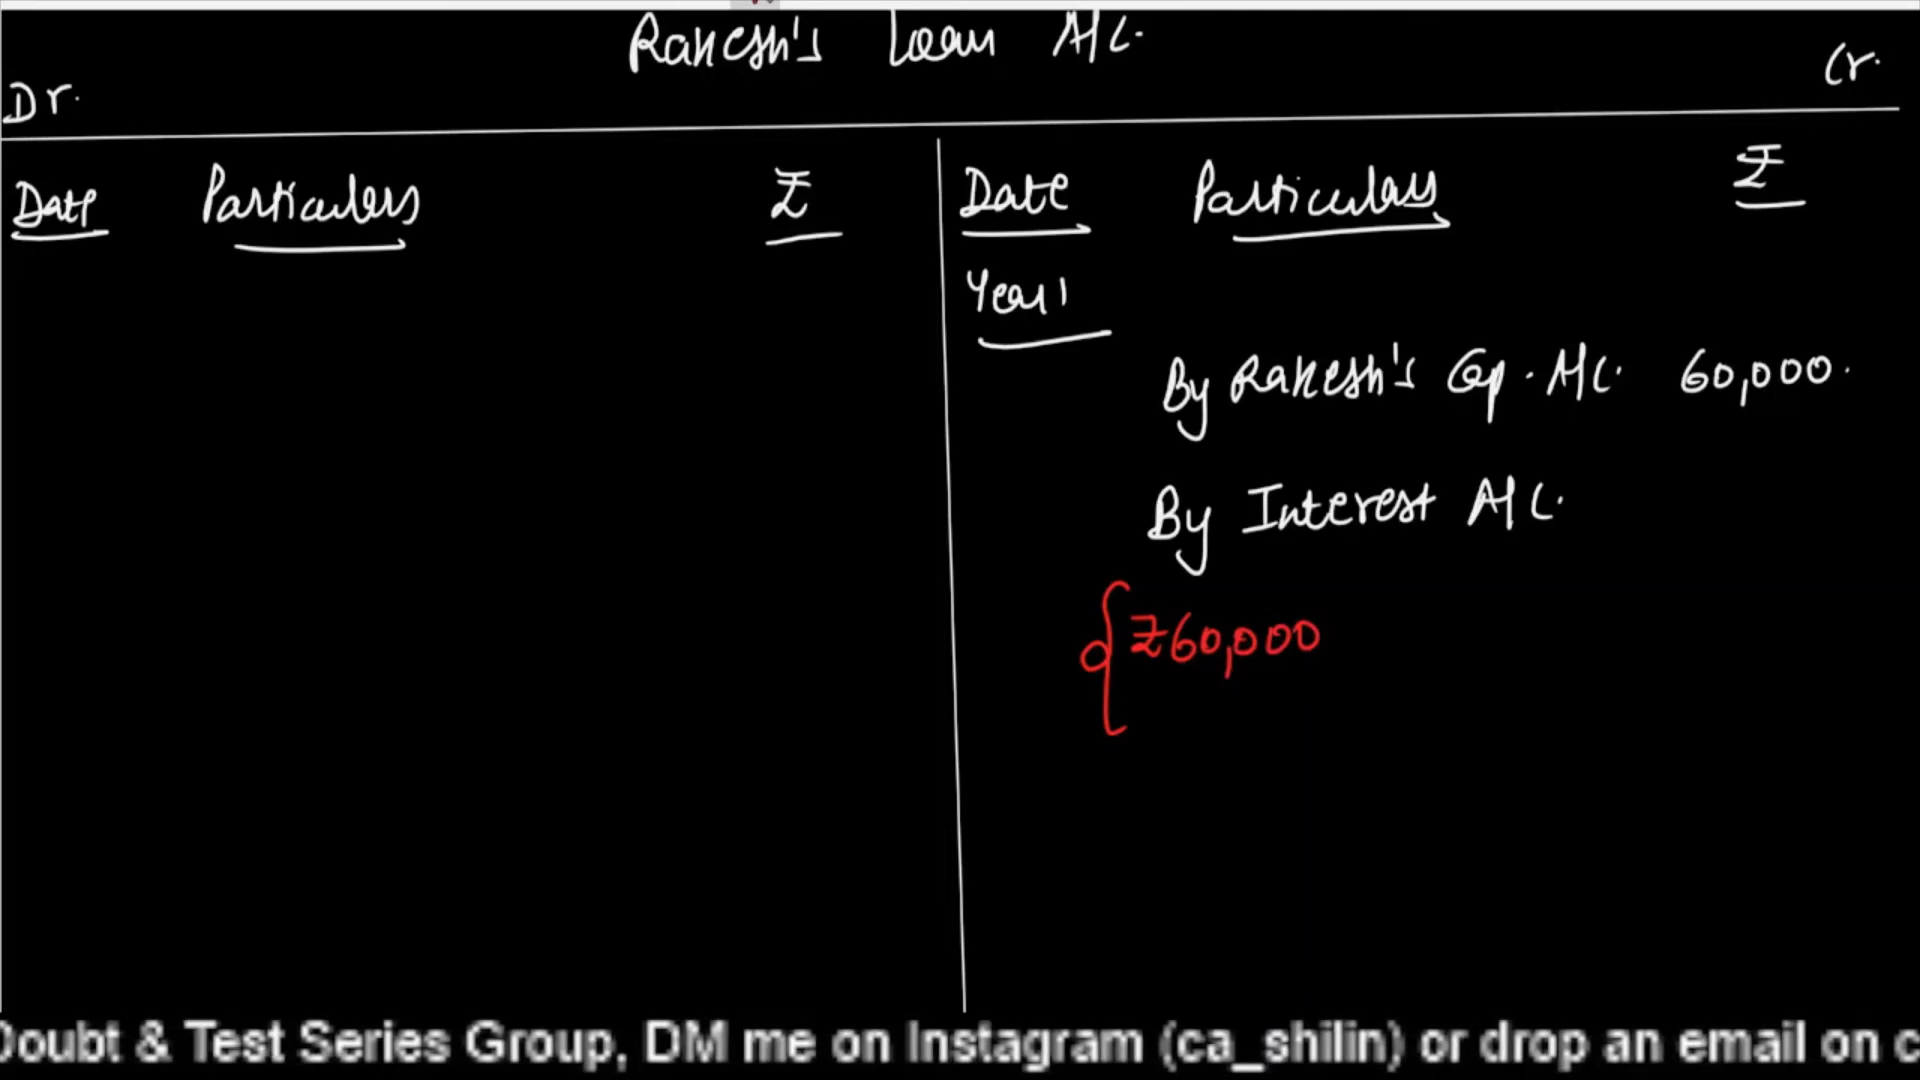 Rakesh's Loan A/c.
Dr.
Cr.
Date Particulars ₹ Date Particulars ₹
Year 1
By Rakesh's Cap. A/c. 60,000.
By Interest A/c.
₹60,000
Doubt & Test Series Group, DM me on Instagram (ca_shilin) or drop an email on c